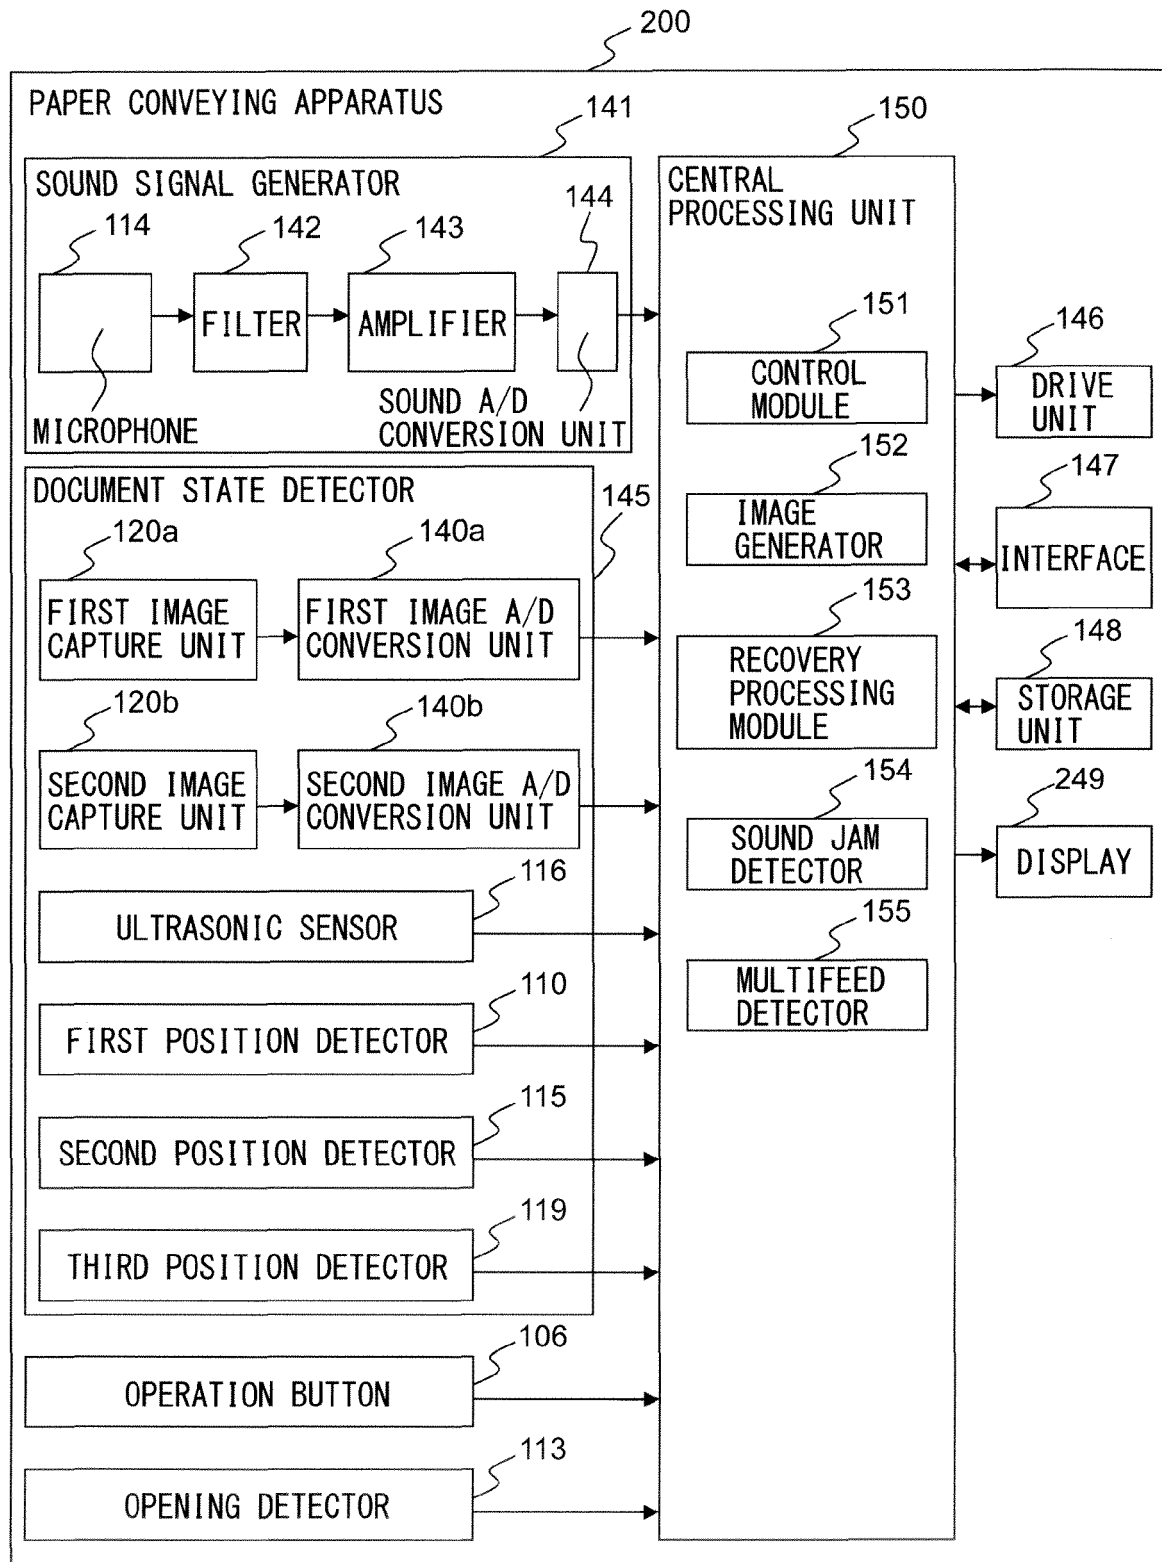 200
PAPER CONVEYING APPARATUS
141
150
SOUND SIGNAL GENERATOR
CENTRAL
PROCESSING UNIT
114
142
143
144
FILTER
AMPLIFIER
MICROPHONE
SOUND A/D
CONVERSION UNIT
151
CONTROL
MODULE
146
DRIVE
UNIT
152
IMAGE
GENERATOR
147
INTERFACE
DOCUMENT STATE DETECTOR
145
120a
140a
FIRST IMAGE
CAPTURE UNIT
FIRST IMAGE A/D
CONVERSION UNIT
153
RECOVERY
PROCESSING
MODULE
148
STORAGE
UNIT
120b
140b
SECOND IMAGE
CAPTURE UNIT
SECOND IMAGE A/D
CONVERSION UNIT
154
SOUND JAM
DETECTOR
249
DISPLAY
116
ULTRASONIC SENSOR
155
MULTIFEED
DETECTOR
110
FIRST POSITION DETECTOR
115
SECOND POSITION DETECTOR
119
THIRD POSITION DETECTOR
106
OPERATION BUTTON
113
OPENING DETECTOR